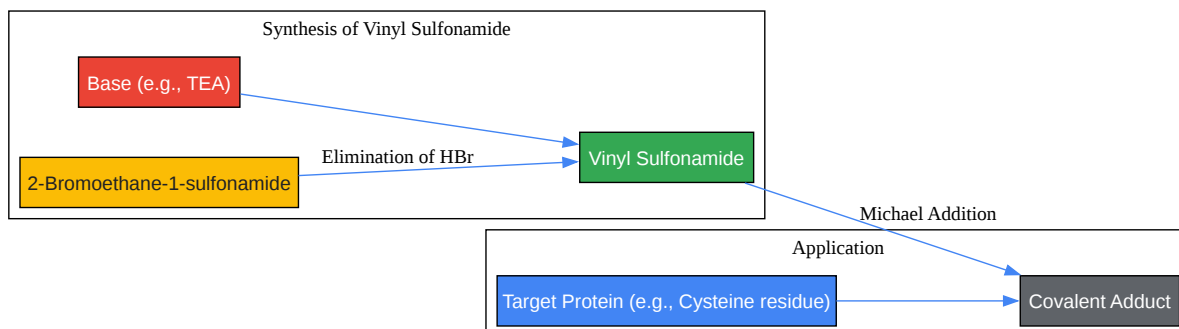 Synthesis of Vinyl Sulfonamide
Base (e.g., TEA)
Elimination of HBr
Vinyl Sulfonamide
2-Bromoethane-1-sulfonamide
Michael Addition
Application
Target Protein (e.g., Cysteine residue)
Covalent Adduct